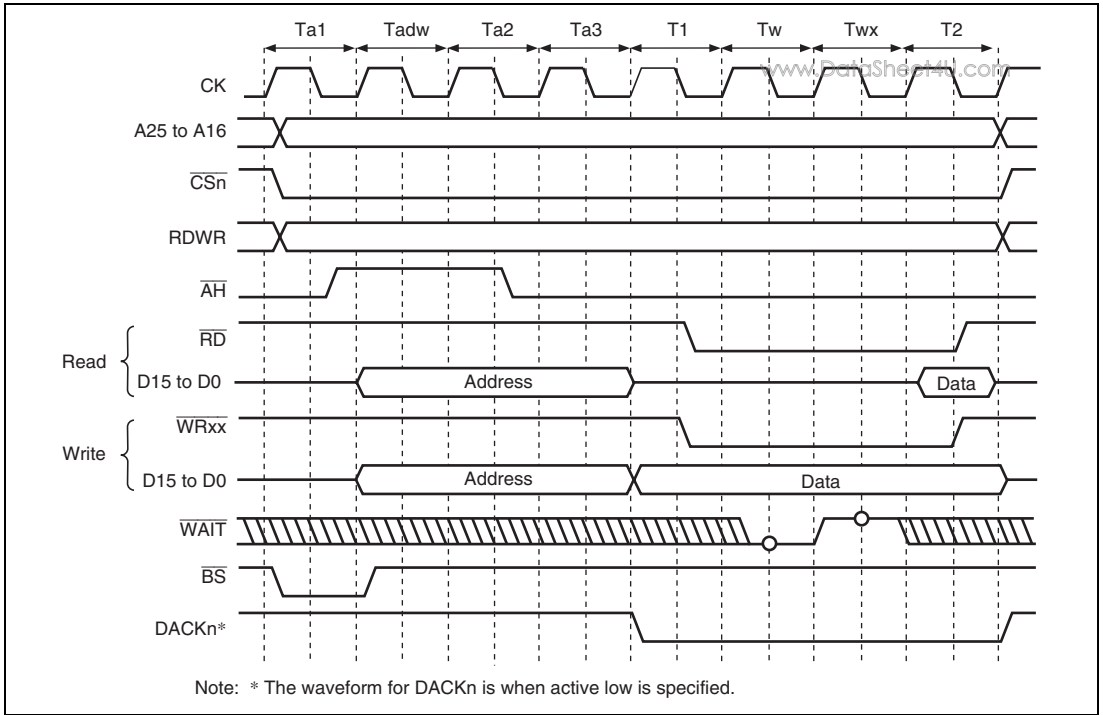 Ta1 Tadw Ta2 Ta3 T1 Tw Twx T2
www.DataSheet4U.com
CK
A25 to A16
CSn
RDWR
AH
Read
RD
D15 to D0 Address Data
Write
WRxx
D15 to D0 Address Data
WAIT
BS
DACKn*
Note: * The waveform for DACKn is when active low is specified.